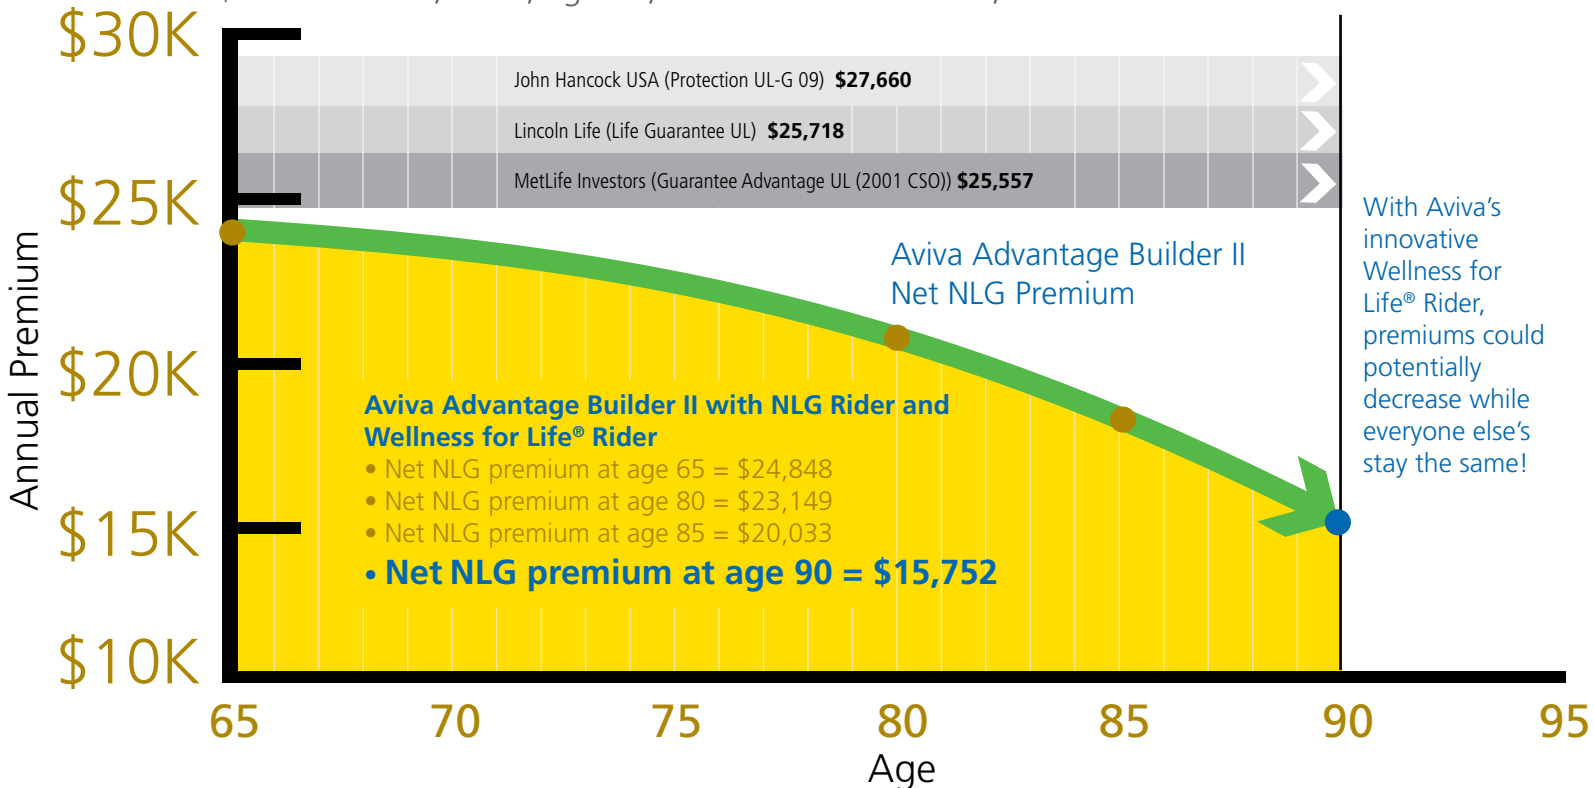 $30K
John Hancock USA (Protection UL-G 09) $27,660
Lincoln Life (Life Guarantee UL) $25,718
MetLife Investors (Guarantee Advantage UL (2001 CSO)) $25,557
$25K
$20K
$15K
$10K
Annual Premium
Aviva Advantage Builder II
Net NLG Premium
With Aviva's
innovative
Wellness for
Life® Rider,
premiums could
potentially
decrease while
everyone else's
stay the same!
Aviva Advantage Builder II with NLG Rider and
Wellness for Life® Rider
• Net NLG premium at age 65 = $24,848
• Net NLG premium at age 80 = $23,149
• Net NLG premium at age 85 = $20,033
• Net NLG premium at age 90 = $15,752
65 70 75 80 85 90 95
Age